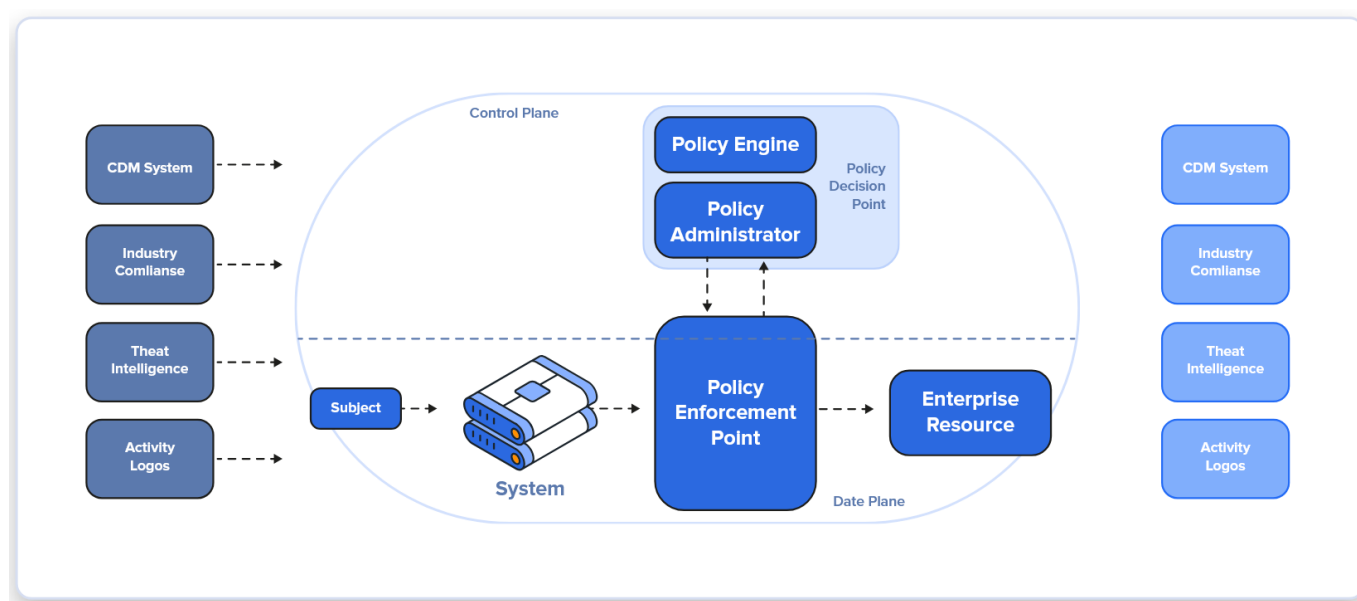 Control Plane
Policy Engine
Policy
Decision
Point
Policy
Administrator
CDM System
Industry
Comlianse
Theat
Intelligence
Activity
Logos
Subject
System
Policy
Enforcement
Point
Enterprise
Resource
Date Plane
CDM System
Industry
Comlianse
Theat
Intelligence
Activity
Logos